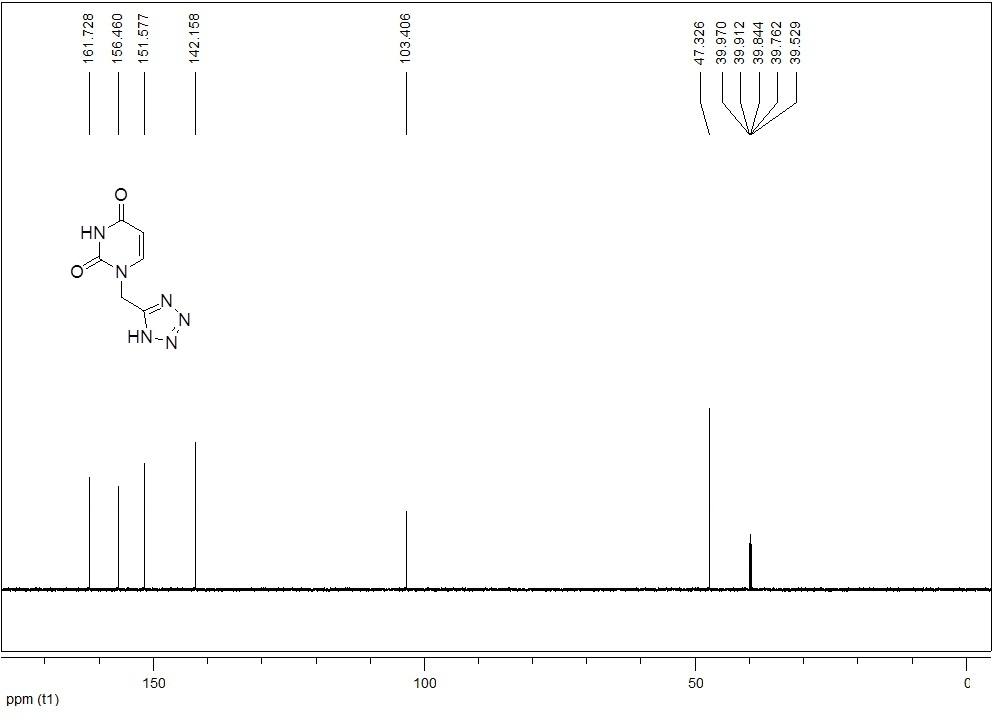 161.728
156.460
151.577
142.158
103.406
47.326
39.970
39.912
39.844
39.762
39.529
O
HN
O
N
N
N
HN
N
150
100
50
0
ppm (t1)